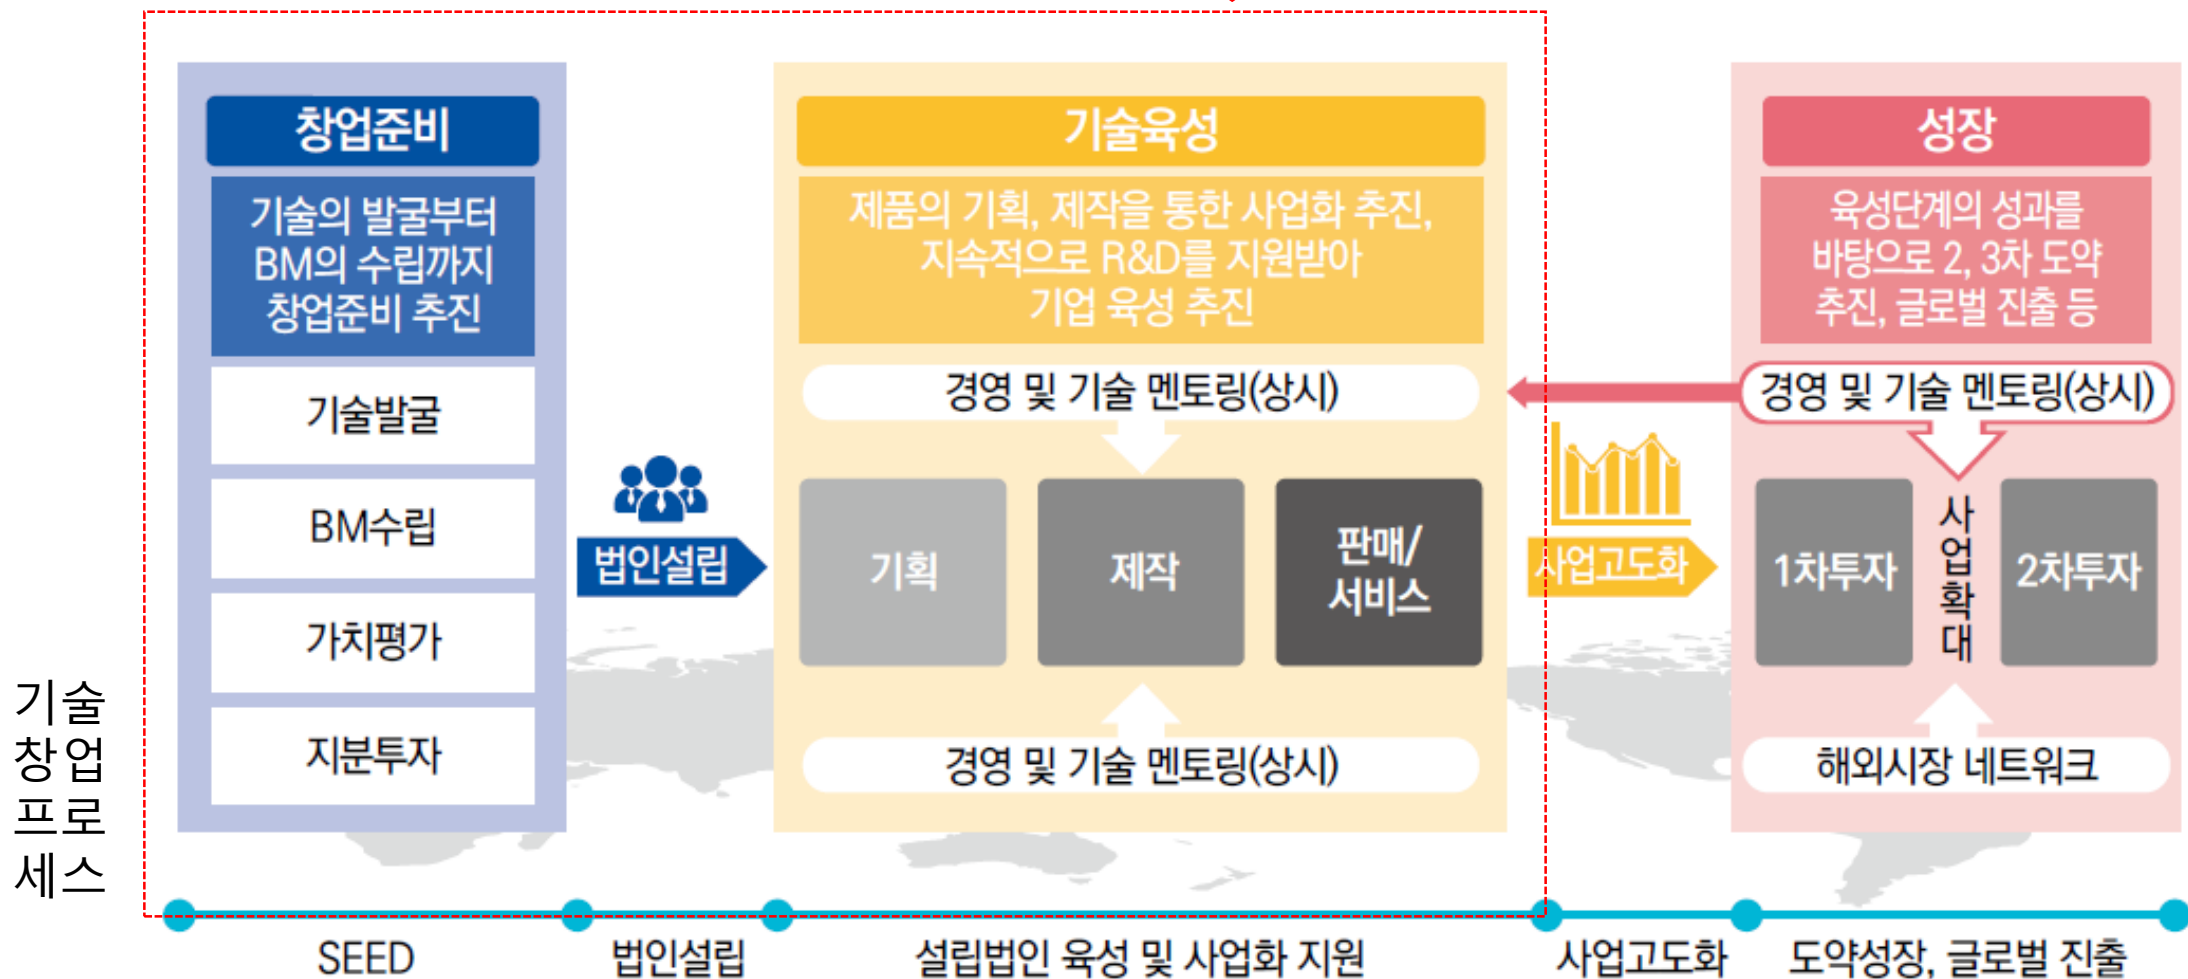 기술
창업
프로
세스
창업준비
기술의 발굴부터
BM의 수립까지
창업준비 추진
기술발굴
BM수립
가치평가
지분투자
법인설립
기술육성
제품의 기획, 제작을 통한 사업화 추진,
지속적으로 R&D를 지원받아
기업 육성 추진
경영 및 기술 멘토링(상시)
기획
제작
판매/
서비스
경영 및 기술 멘토링(상시)
사업고도화
성장
육성단계의 성과를
바탕으로 2, 3차 도약
추진, 글로벌 진출 등
경영 및 기술 멘토링(상시)
1차투자
사
업
확
대
2차투자
해외시장 네트워크
SEED
법인설립
설립법인 육성 및 사업화 지원
사업고도화
도약성장, 글로벌 진출